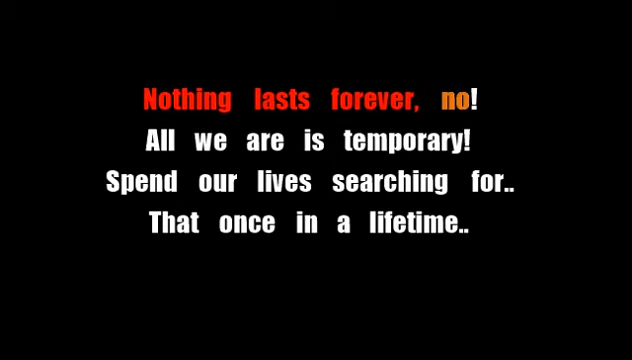 Nothing lasts forever, no!
All we are is temporary!
Spend our lives searching for..
That once in a lifetime..